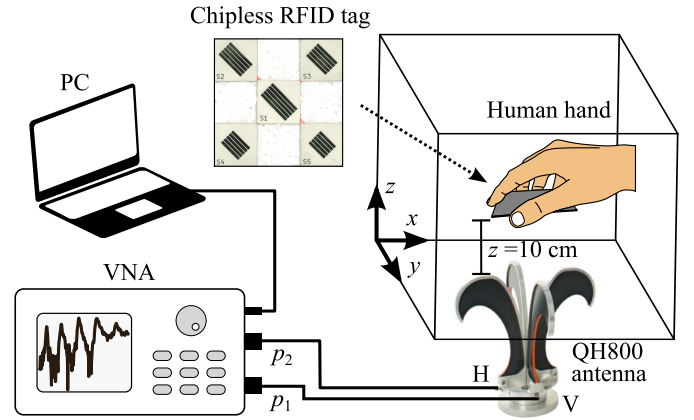 Chipless RFID tag
PC
S2
S3
S1
S4
S5
Human hand
z
x
y
z =10 cm
VNA
p2
p1
H
V
QH800
antenna